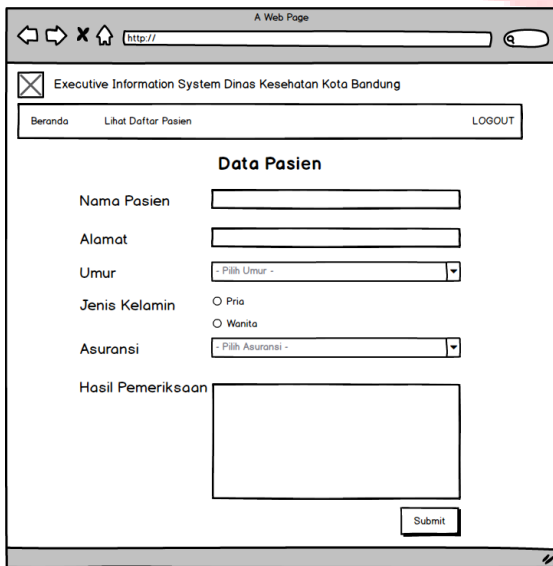 A Web Page
http://
Executive Information System Dinas Kesehatan Kota Bandung
Beranda Lihat Daftar Pasien LOGOUT
Data Pasien
Nama Pasien
Alamat
Umur - Pilih Umur -
Jenis Kelamin Pria
Wanita
Asuransi - Pilih Asuransi -
Hasil Pemeriksaan
Submit